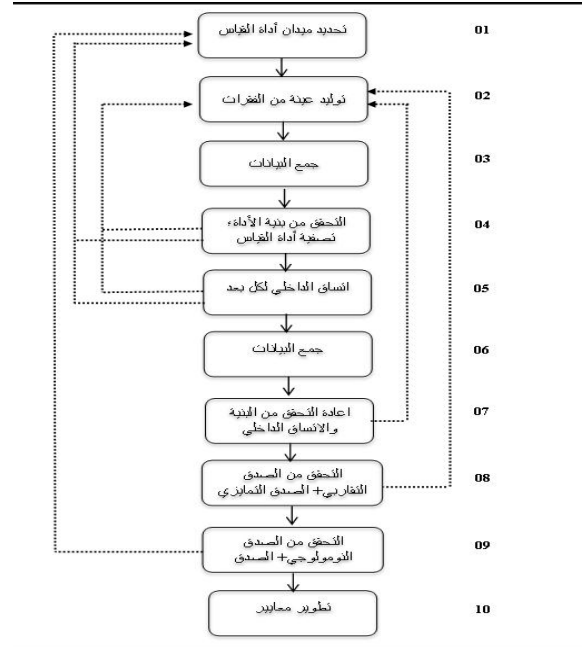 تحديد ميدان أداة القياس
01
توليد عينة من الفقرات
02
جمع البيانات
03
التحقق من بنية الأداة؛
تصفية أداة القياس
04
اتساق الداخلي لكل بعد
05
جمع البيانات
06
اعادة التحقق من البنية
والاتساق الداخلي
07
التحقق من الصدق
التقاربي+ الصدق التمايزي
08
التحقق من الصدق
النومولوجي+ الصدق
09
تطوير معايير
10